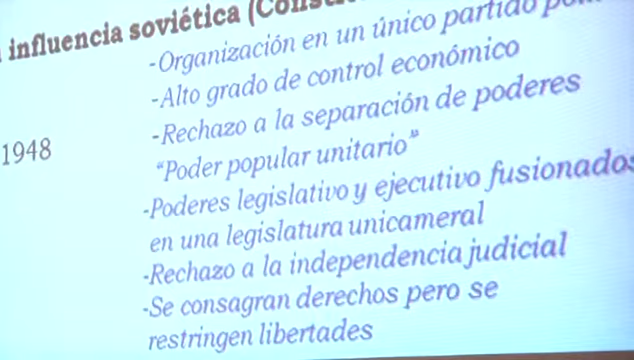 influencia soviética
-Organización en un único partido
-Alto grado de control económico
-Rechazo a la separación de poderes
1948
“Poder popular unitario”
-Poderes legislativo y ejecutivo fusionados
en una legislatura unicameral
-Rechazo a la independencia judicial
-Se consagran derechos pero se
restringen libertades